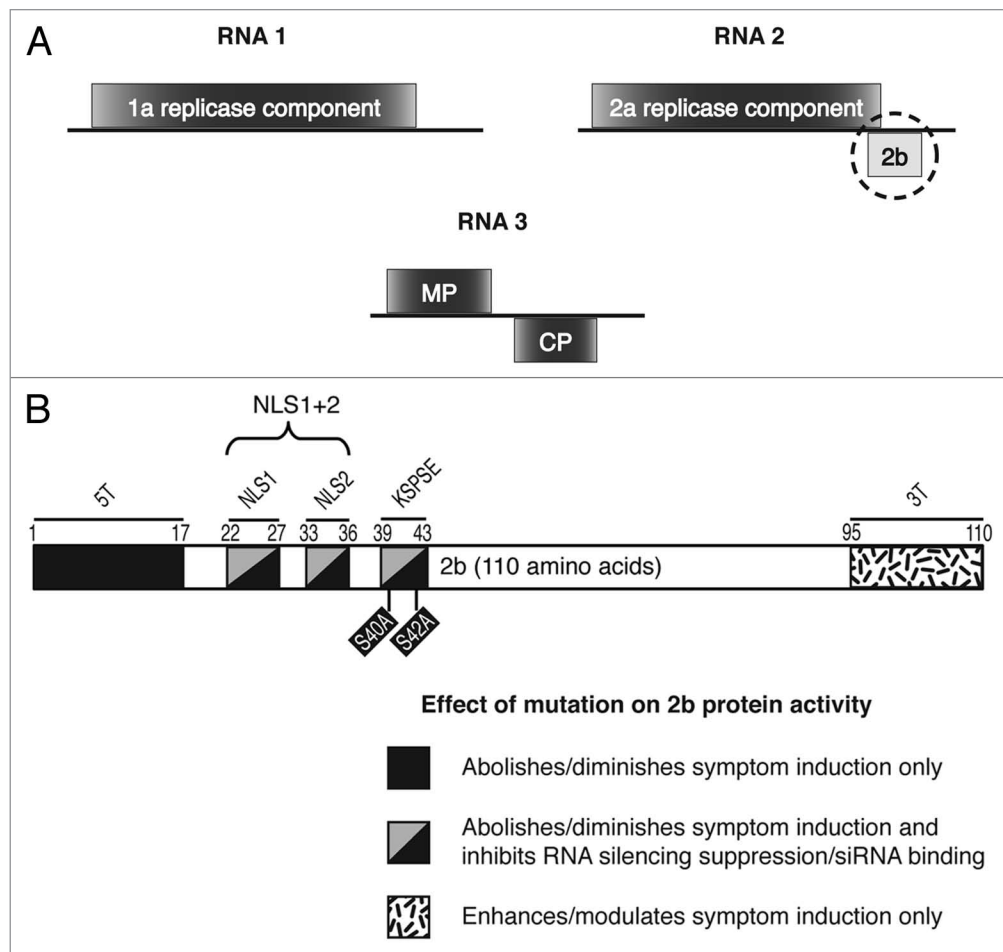 A
RNA 1
RNA 2
1a replicase component
2a replicase component
2b
RNA 3
MP
CP
B
NLS1+2
5T
NLS1
NLS2
KSPSE
3T
1
17
22
27
33
36
39
43
95
110
2b (110 amino acids)
S40A
S42A
Effect of mutation on 2b protein activity
Abolishes/diminishes symptom induction only
Abolishes/diminishes symptom induction and
inhibits RNA silencing suppression/siRNA binding
Enhances/modulates symptom induction only